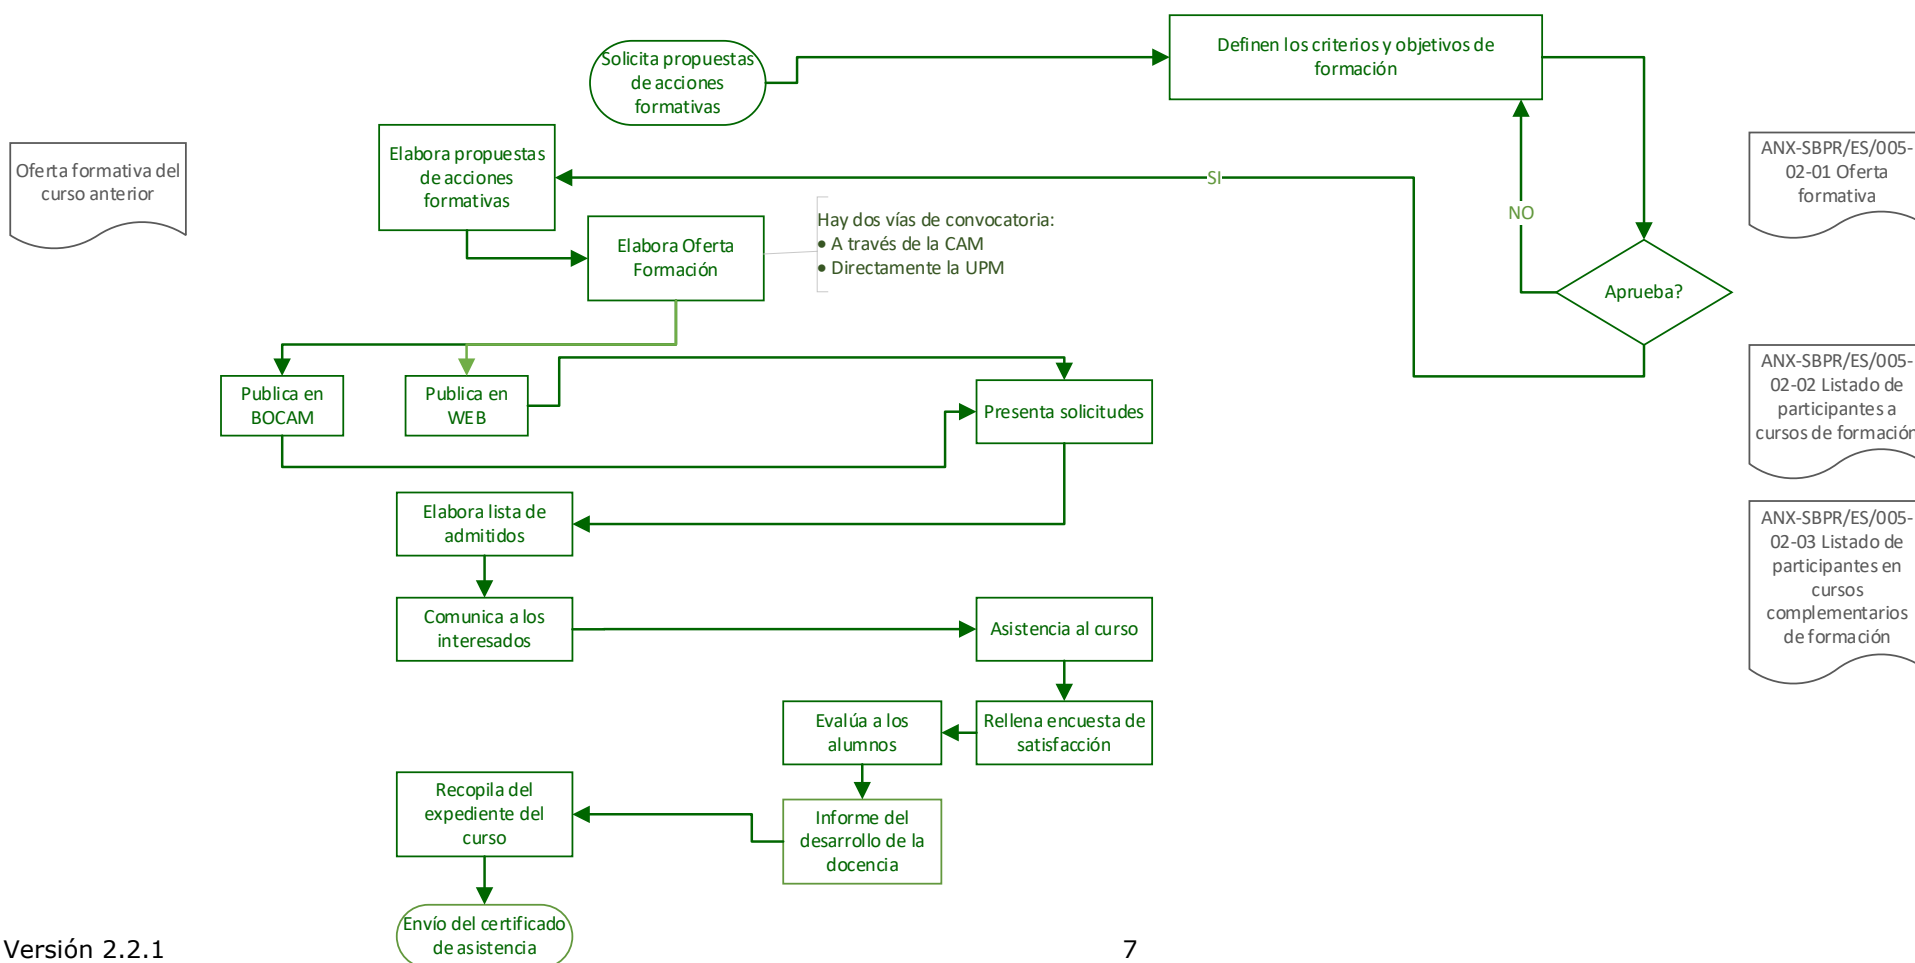 Solicita propuestas
de acciones
formativas
Definen los criterios y objetivos de
formación
Oferta formativa del
curso anterior
Elabora propuestas
de acciones
formativas
SI
NO
ANX-SBPR/ES/005-
02-01 Oferta
formativa
Elabora Oferta
Formación
Hay dos vías de convocatoria:
● A través de la CAM
● Directamente la UPM
Aprueba?
Publica en
BOCAM
Publica en
WEB
Presenta solicitudes
ANX-SBPR/ES/005-
02-02 Listado de
participantes a
cursos de formación
Elabora lista de
admitidos
ANX-SBPR/ES/005-
02-03 Listado de
participantes en
cursos
complementarios
de formación
Comunica a los
interesados
Asistencia al curso
Evalúa a los
alumnos
Rellena encuesta de
satisfacción
Recopila del
expediente del
curso
Informe del
desarrollo de la
docencia
Envío del certificado
de asistencia
Versión 2.2.1
7